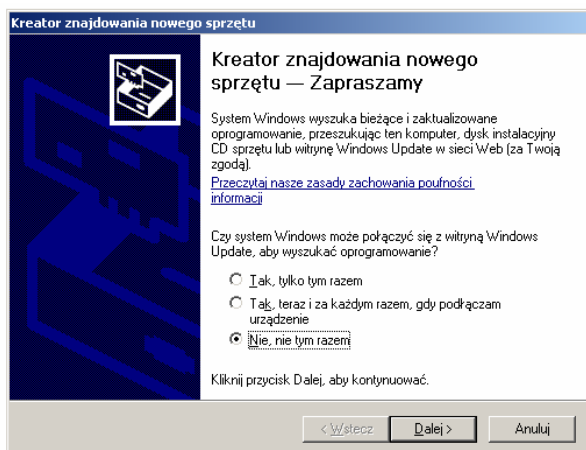 Kreator znajdowania nowego sprzętu
Kreator znajdowania nowego
sprzętu — Zapraszamy
System Windows wyszuka bieżące i zaktualizowane
oprogramowanie, przeszukując ten komputer, dysk instalacyjny
CD sprzętu lub witrynę Windows Update w sieci Web (za Twoją
zgodą).
Przeczytaj nasze zasady zachowania poufności
informacji
Czy system Windows może połączyć się z witryną Windows
Update, aby wyszukać oprogramowanie?
Tak, tylko tym razem
Tak, teraz i za każdym razem, gdy podłączam
urządzenie
Nie, nie tym razem
Kliknij przycisk Dalej, aby kontynuować.
< Wstecz Dalej > Anuluj